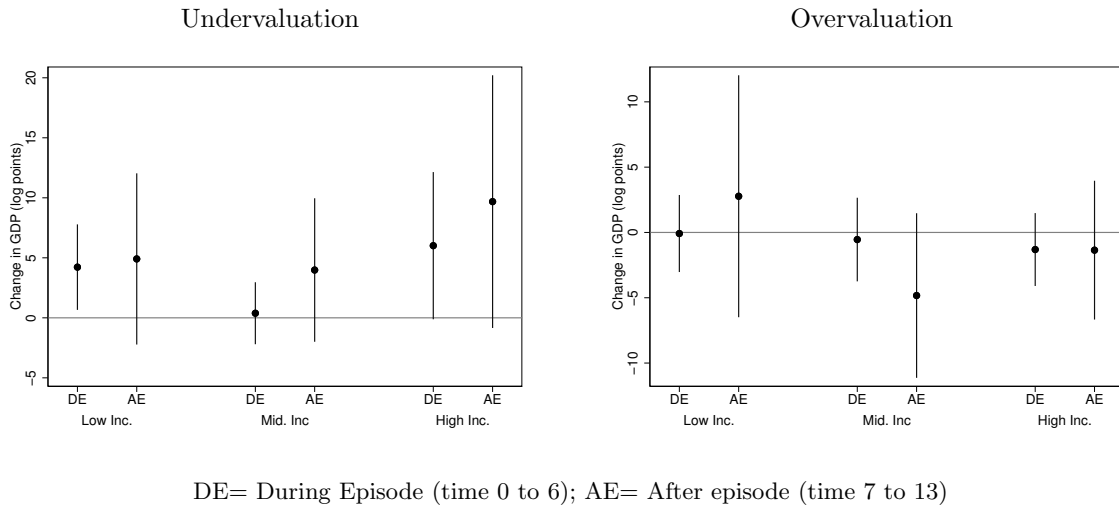 Undervaluation
Change in GDP (log points)
20
15
10
5
0
−5
DE AE DE AE DE AE
Low Inc. Mid. Inc High Inc.
Overvaluation
Change in GDP (log points)
10
5
0
−5
−10
DE AE DE AE DE AE
Low Inc. Mid. Inc High Inc.
DE= During Episode (time 0 to 6); AE= After episode (time 7 to 13)